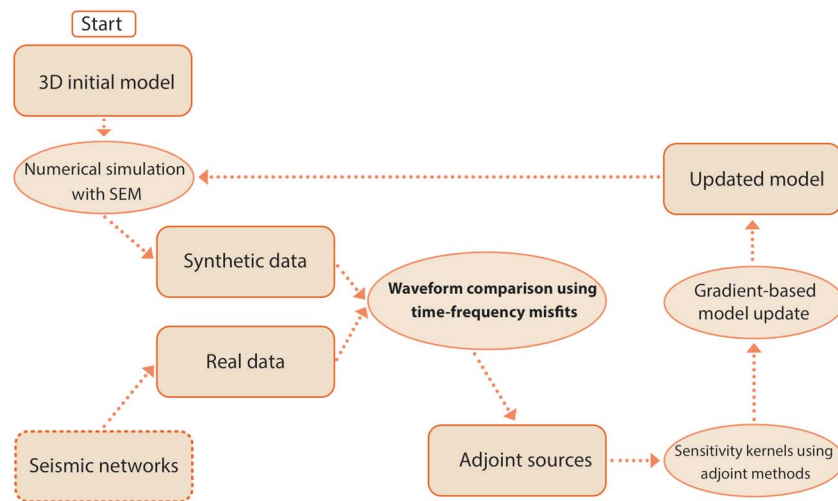 Start
3D initial model
Numerical simulation
with SEM
Updated model
Synthetic data
Waveform comparison using
time-frequency misfits
Gradient-based
model update
Real data
Seismic networks
Adjoint sources
Sensitivity kernels using
adjoint methods